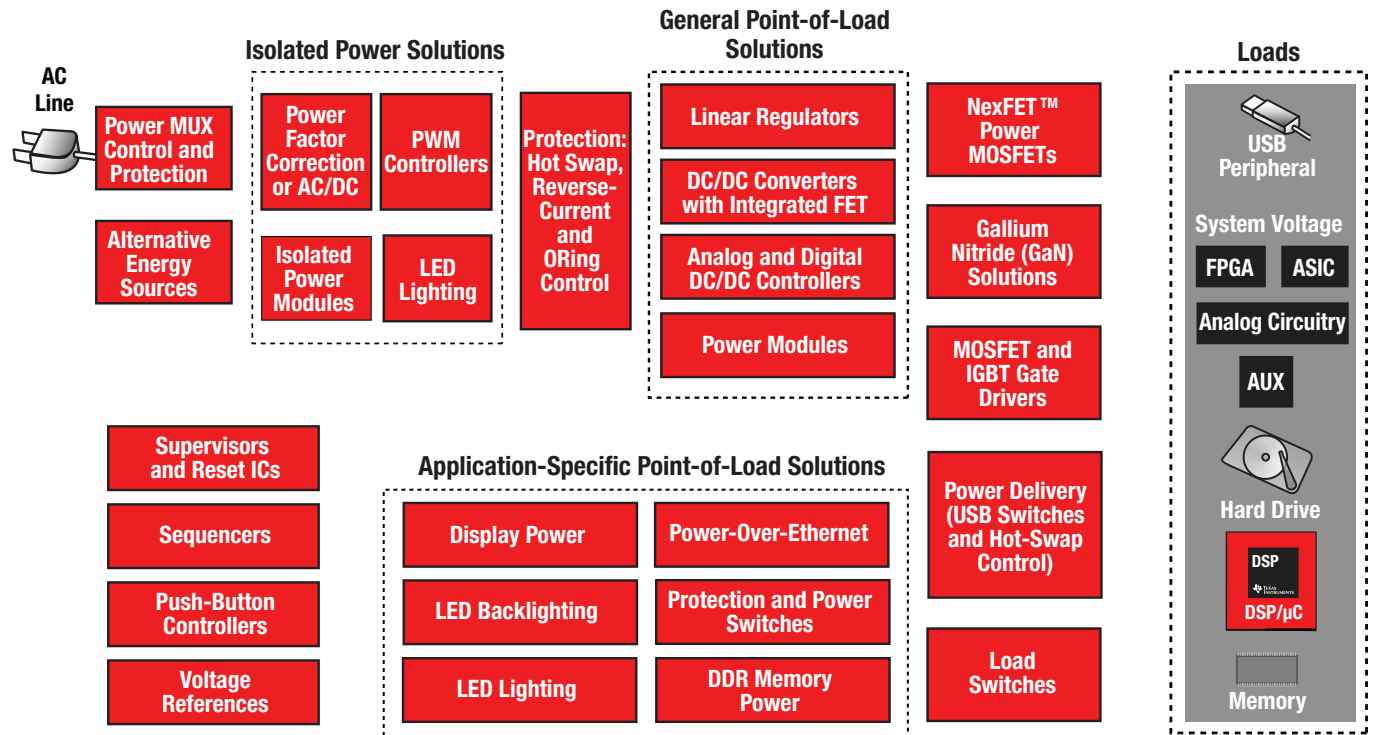 AC
Line
Power MUX
Control and
Protection
Alternative
Energy
Sources
Isolated Power Solutions
Power
Factor
Correction
or AC/DC
PWM
Controllers
Isolated
Power
Modules
LED
Lighting
Protection:
Hot Swap,
Reverse-
Current
and
ORing
Control
General Point-of-Load
Solutions
Linear Regulators
DC/DC Converters
with Integrated FET
Analog and Digital
DC/DC Controllers
Power Modules
NexFET™
Power
MOSFETs
Gallium
Nitride (GaN)
Solutions
MOSFET and
IGBT Gate
Drivers
Power Delivery
(USB Switches
and Hot-Swap
Control)
Load
Switches
Supervisors
and Reset ICs
Sequencers
Push-Button
Controllers
Voltage
References
Application-Specific Point-of-Load Solutions
Display Power
Power-Over-Ethernet
LED Backlighting
Protection and Power
Switches
LED Lighting
DDR Memory
Power
Loads
USB
Peripheral
System Voltage
FPGA
ASIC
Analog Circuitry
AUX
Hard Drive
DSP
TEXAS
INSTRUMENTS
DSP/µC
Memory